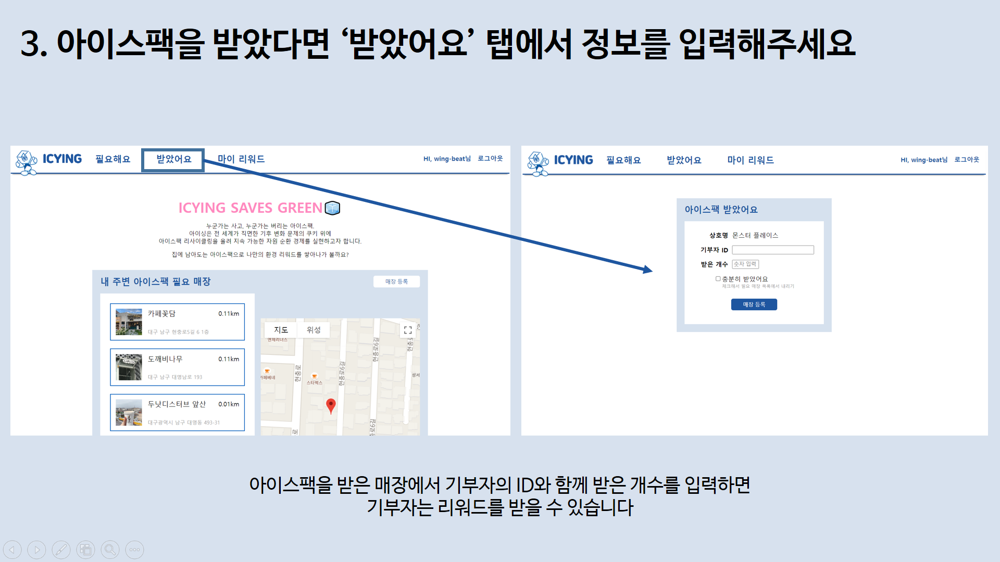 3. 아이스팩을 받았다면 ‘받았어요’ 탭에서 정보를 입력해주세요
ICYING 필요해요 받았어요 마이 리워드 HI, wing-beat님 로그아웃
ICYING SAVES GREEN
누군가는 사고, 누군가는 버리는 아이스팩.
아이싱은 전 세계가 직면한 기후 변화 문제의 쿠키 위에
아이스팩 리사이클링을 올려 지속 가능한 자원 순환 경제를 실현하고자 합니다.
집에 남아도는 아이스팩으로 나만의 환경 리워드를 쌓아나가 볼까요?
내 주변 아이스팩 필요 매장 매장 등록
카페꽃담 0.11km
대구 남구 현충로5길 6 1층
도깨비나무 0.11km
대구 남구 대명남로 193
두낫디스터브 앞산 0.01km
대구광역시 남구 대명동 493-31
지도 위성
엔제리너스
카페베네
스타벅스
현충로
현충로6길
현충로9길
현충로
성서
현충로6길
현충로9길
로
ICYING 필요해요 받았어요 마이 리워드 HI, wing-beat님 로그아웃
아이스팩 받았어요
상호명 몬스터 플레이스
기부자 ID
받은 개수 숫자 입력
충분히 받았어요
체크해서 필요 매장 목록에서 내리기
매장 등록
아이스팩을 받은 매장에서 기부자의 ID와 함께 받은 개수를 입력하면
기부자는 리워드를 받을 수 있습니다